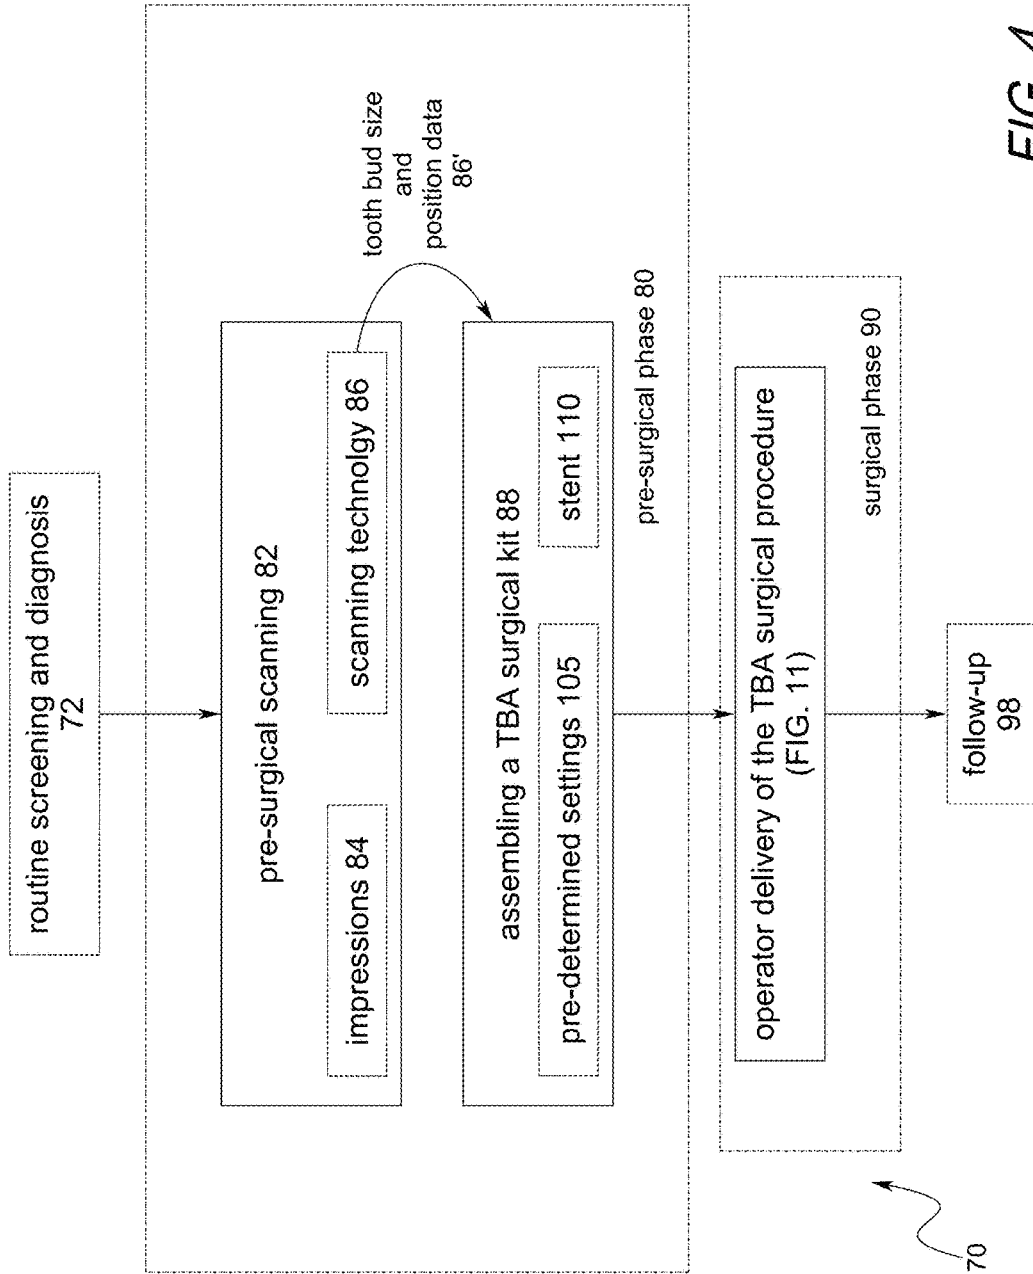 routine screening and diagnosis
72
pre-surgical scanning 82
impressions 84
scanning technolgy 86
tooth bud size
and
position data
86'
assembling a TBA surgical kit 88
pre-determined settings 105
stent 110
pre-surgical phase 80
operator delivery of the TBA surgical procedure
(FIG. 11)
surgical phase 90
follow-up
98
70
FIG. 4